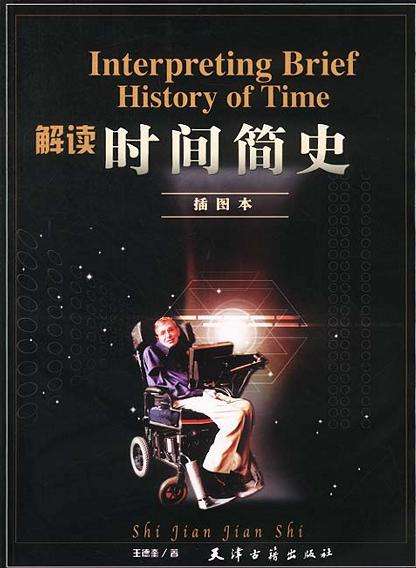 Interpreting Brief
History of Time
解读 时间简史
插图本
Shi Jian Jian Shi
王德奎/著 天津古籍出版社